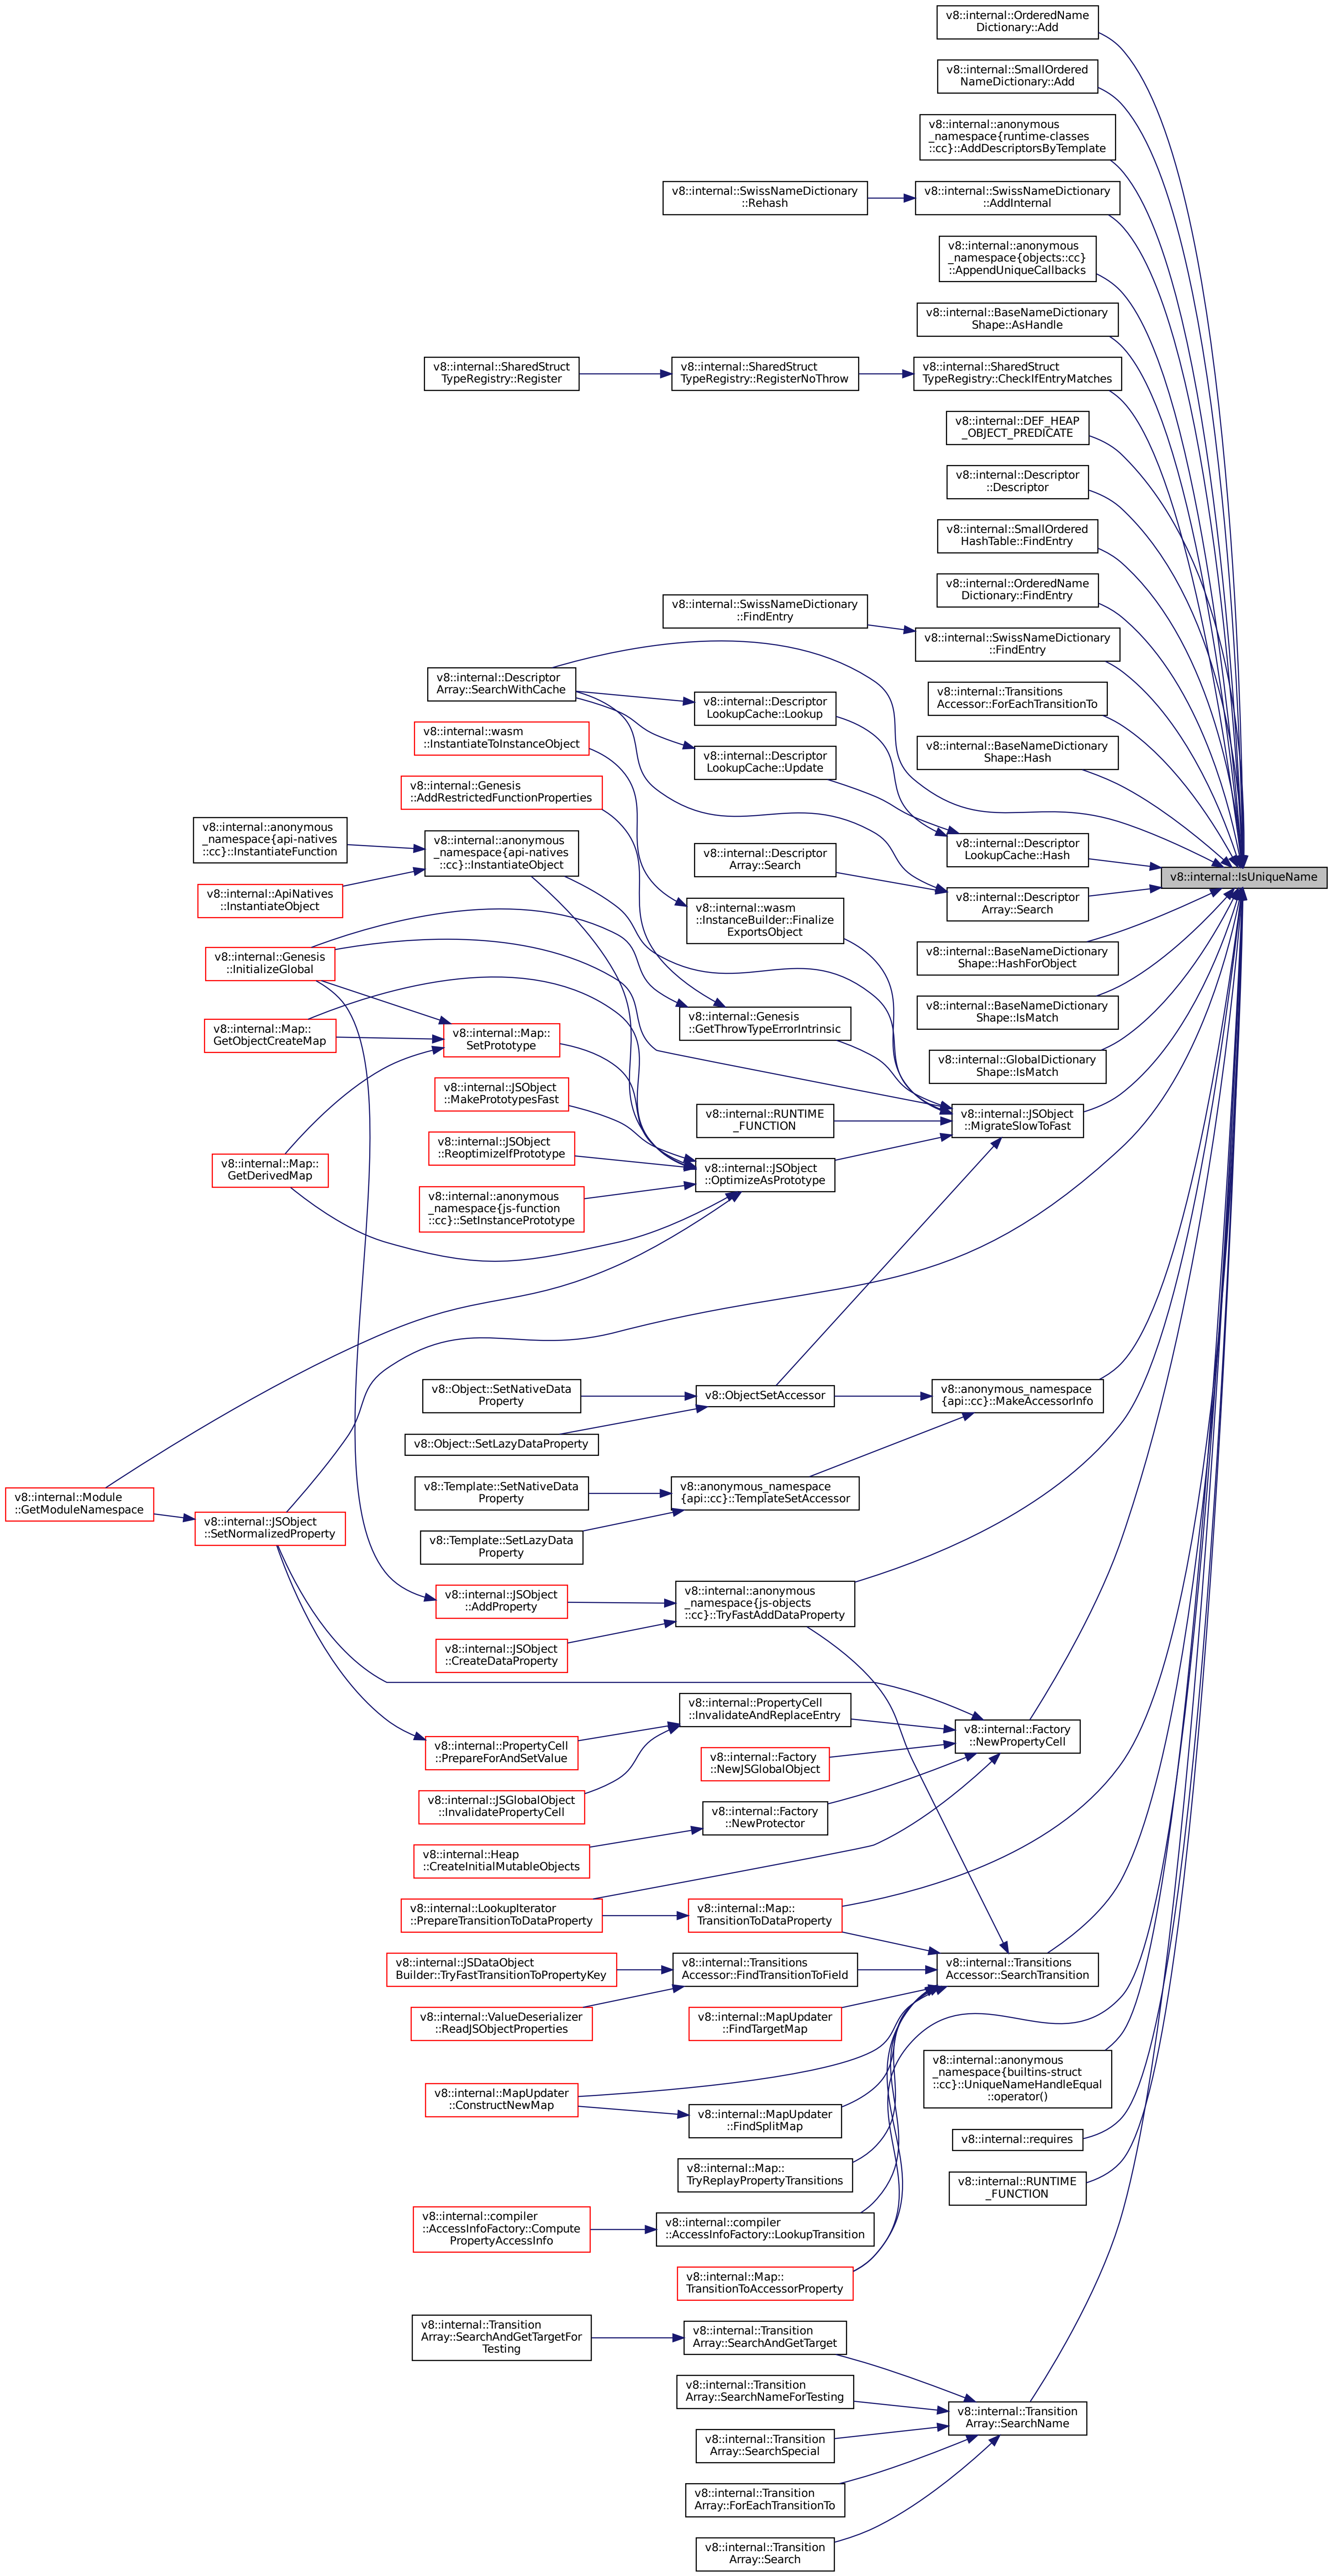 v8::internal::OrderedName
Dictionary::Add
v8::internal::SmallOrdered
NameDictionary::Add
v8::internal::anonymous
_namespace{runtime-classes
::cc}::AddDescriptorsByTemplate
v8::internal::SwissNameDictionary
::Rehash
v8::internal::SwissNameDictionary
::AddInternal
v8::internal::anonymous
_namespace{objects::cc}
::AppendUniqueCallbacks
v8::internal::BaseNameDictionary
Shape::AsHandle
v8::internal::SharedStruct
TypeRegistry::Register
v8::internal::SharedStruct
TypeRegistry::RegisterNoThrow
v8::internal::SharedStruct
TypeRegistry::CheckIfEntryMatches
v8::internal::DEF_HEAP
_OBJECT_PREDICATE
v8::internal::Descriptor
::Descriptor
v8::internal::SmallOrdered
HashTable::FindEntry
v8::internal::OrderedName
Dictionary::FindEntry
v8::internal::SwissNameDictionary
::FindEntry
v8::internal::SwissNameDictionary
::FindEntry
v8::internal::Descriptor
Array::SearchWithCache
v8::internal::Descriptor
LookupCache::Lookup
v8::internal::Transitions
Accessor::ForEachTransitionTo
v8::internal::wasm
::InstantiateToInstanceObject
v8::internal::Descriptor
LookupCache::Update
v8::internal::BaseNameDictionary
Shape::Hash
v8::internal::Genesis
::AddRestrictedFunctionProperties
v8::internal::anonymous
_namespace{api-natives
::cc}::InstantiateFunction
v8::internal::anonymous
_namespace{api-natives
::cc}::InstantiateObject
v8::internal::Descriptor
Array::Search
v8::internal::Descriptor
LookupCache::Hash
v8::internal::IsUniqueName
v8::internal::ApiNatives
::InstantiateObject
v8::internal::wasm
::InstanceBuilder::Finalize
ExportsObject
v8::internal::Descriptor
Array::Search
v8::internal::Genesis
::InitializeGlobal
v8::internal::BaseNameDictionary
Shape::HashForObject
v8::internal::Map::
GetObjectCreateMap
v8::internal::Map::
SetPrototype
v8::internal::Genesis
::GetThrowTypeErrorIntrinsic
v8::internal::BaseNameDictionary
Shape::IsMatch
v8::internal::GlobalDictionary
Shape::IsMatch
v8::internal::JSObject
::MakePrototypesFast
v8::internal::RUNTIME
_FUNCTION
v8::internal::JSObject
::MigrateSlowToFast
v8::internal::JSObject
::ReoptimizeIfPrototype
v8::internal::Map::
GetDerivedMap
v8::internal::JSObject
::OptimizeAsPrototype
v8::internal::anonymous
_namespace{js-function
::cc}::SetInstancePrototype
v8::Object::SetNativeData
Property
v8::ObjectSetAccessor
v8::anonymous_namespace
{api::cc}::MakeAccessorInfo
v8::Object::SetLazyDataProperty
v8::internal::Module
::GetModuleNamespace
v8::Template::SetNativeData
Property
v8::anonymous_namespace
{api::cc}::TemplateSetAccessor
v8::internal::JSObject
::SetNormalizedProperty
v8::Template::SetLazyData
Property
v8::internal::JSObject
::AddProperty
v8::internal::anonymous
_namespace{js-objects
::cc}::TryFastAddDataProperty
v8::internal::JSObject
::CreateDataProperty
v8::internal::PropertyCell
::InvalidateAndReplaceEntry
v8::internal::Factory
::NewPropertyCell
v8::internal::PropertyCell
::PrepareForAndSetValue
v8::internal::Factory
::NewJSGlobalObject
v8::internal::JSGlobalObject
::InvalidatePropertyCell
v8::internal::Factory
::NewProtector
v8::internal::Heap
::CreateInitialMutableObjects
v8::internal::LookupIterator
::PrepareTransitionToDataProperty
v8::internal::Map::
TransitionToDataProperty
v8::internal::JSDataObject
Builder::TryFastTransitionToPropertyKey
v8::internal::Transitions
Accessor::FindTransitionToField
v8::internal::Transitions
Accessor::SearchTransition
v8::internal::ValueDeserializer
::ReadJSObjectProperties
v8::internal::MapUpdater
::FindTargetMap
v8::internal::anonymous
_namespace{builtins-struct
::cc}::UniqueNameHandleEqual
::operator()
v8::internal::MapUpdater
::ConstructNewMap
v8::internal::MapUpdater
::FindSplitMap
v8::internal::requires
v8::internal::Map::
TryReplayPropertyTransitions
v8::internal::RUNTIME
_FUNCTION
v8::internal::compiler
::AccessInfoFactory::Compute
PropertyAccessInfo
v8::internal::compiler
::AccessInfoFactory::LookupTransition
v8::internal::Map::
TransitionToAccessorProperty
v8::internal::Transition
Array::SearchAndGetTargetFor
Testing
v8::internal::Transition
Array::SearchAndGetTarget
v8::internal::Transition
Array::SearchNameForTesting
v8::internal::Transition
Array::SearchName
v8::internal::Transition
Array::SearchSpecial
v8::internal::Transition
Array::ForEachTransitionTo
v8::internal::Transition
Array::Search